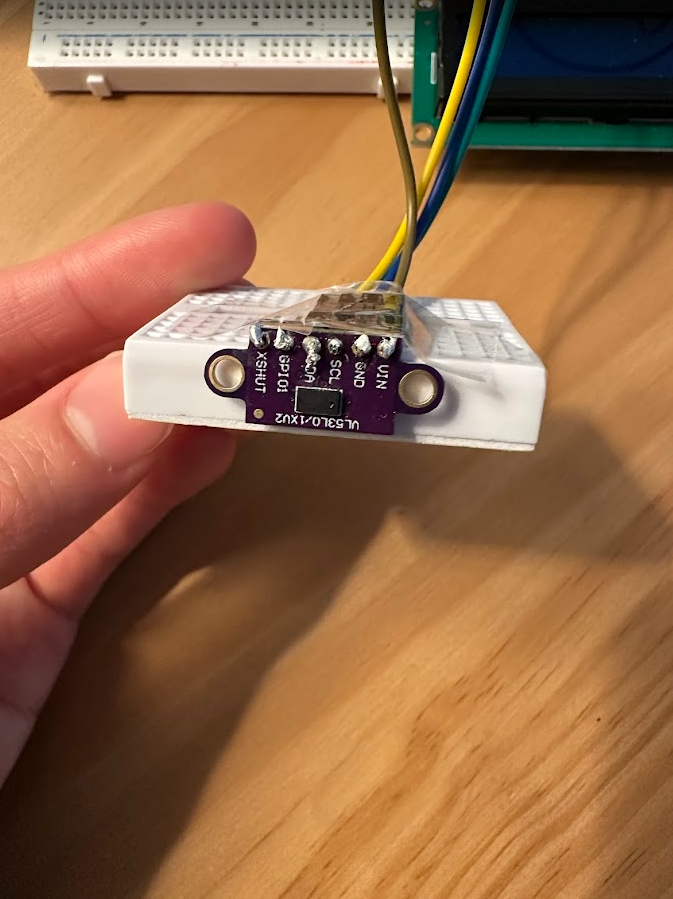 XSHUT
GPIO1
SDA
SCL
GND
VIN
VL53L0/1XV2